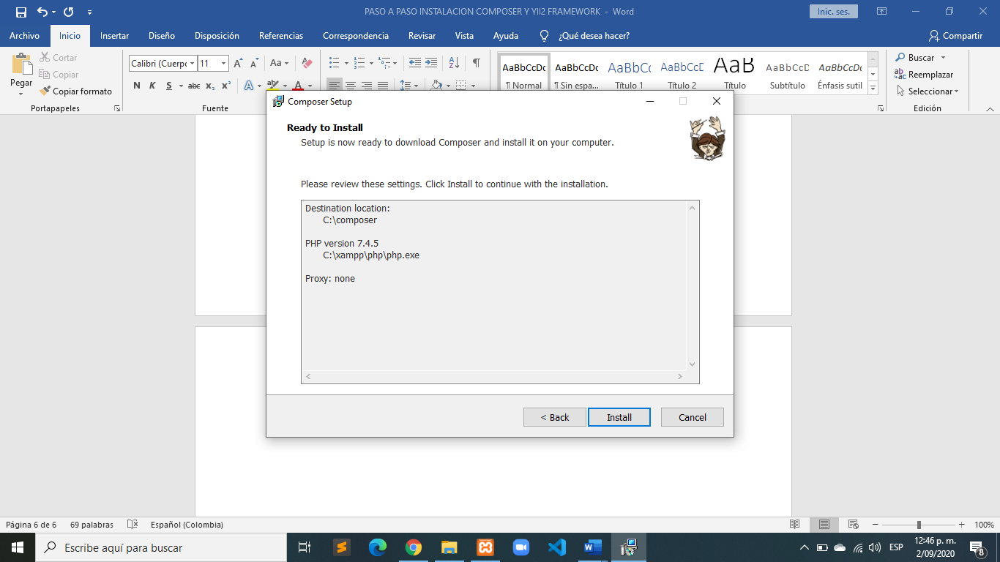 PASO A PASO INSTALACION COMPOSER Y YII2 FRAMEWORK - Word
Inic. ses.
Archivo Inicio Insertar Diseño Disposición Referencias Correspondencia Revisar Vista Ayuda ¿Qué desea hacer? Compartir
Pegar
Cortar
Copiar
Copiar formato
Portapapeles
Calibri (Cuerpo 11
A A Aa
N K S abc x₂ x² A ab A
Fuente
AaBbCcDc AaBbCcDc AaBbCc AaBbCcD AaB AaBbCcD AaBbCcDc
¶ Normal ¶ Sin espa... Título 1 Título 2 Título Subtítulo Énfasis sutil
Buscar
Reemplazar
Seleccionar
Edición
Composer Setup
Ready to Install
Setup is now ready to download Composer and install it on your computer.
Please review these settings. Click Install to continue with the installation.
Destination location:
C:\composer
PHP version 7.4.5
C:\xampp\php\php.exe
Proxy: none
< Back Install Cancel
Página 6 de 6 69 palabras Español (Colombia) 100%
Escribe aquí para buscar
ESP
12:46 p. m.
2/09/2020
8